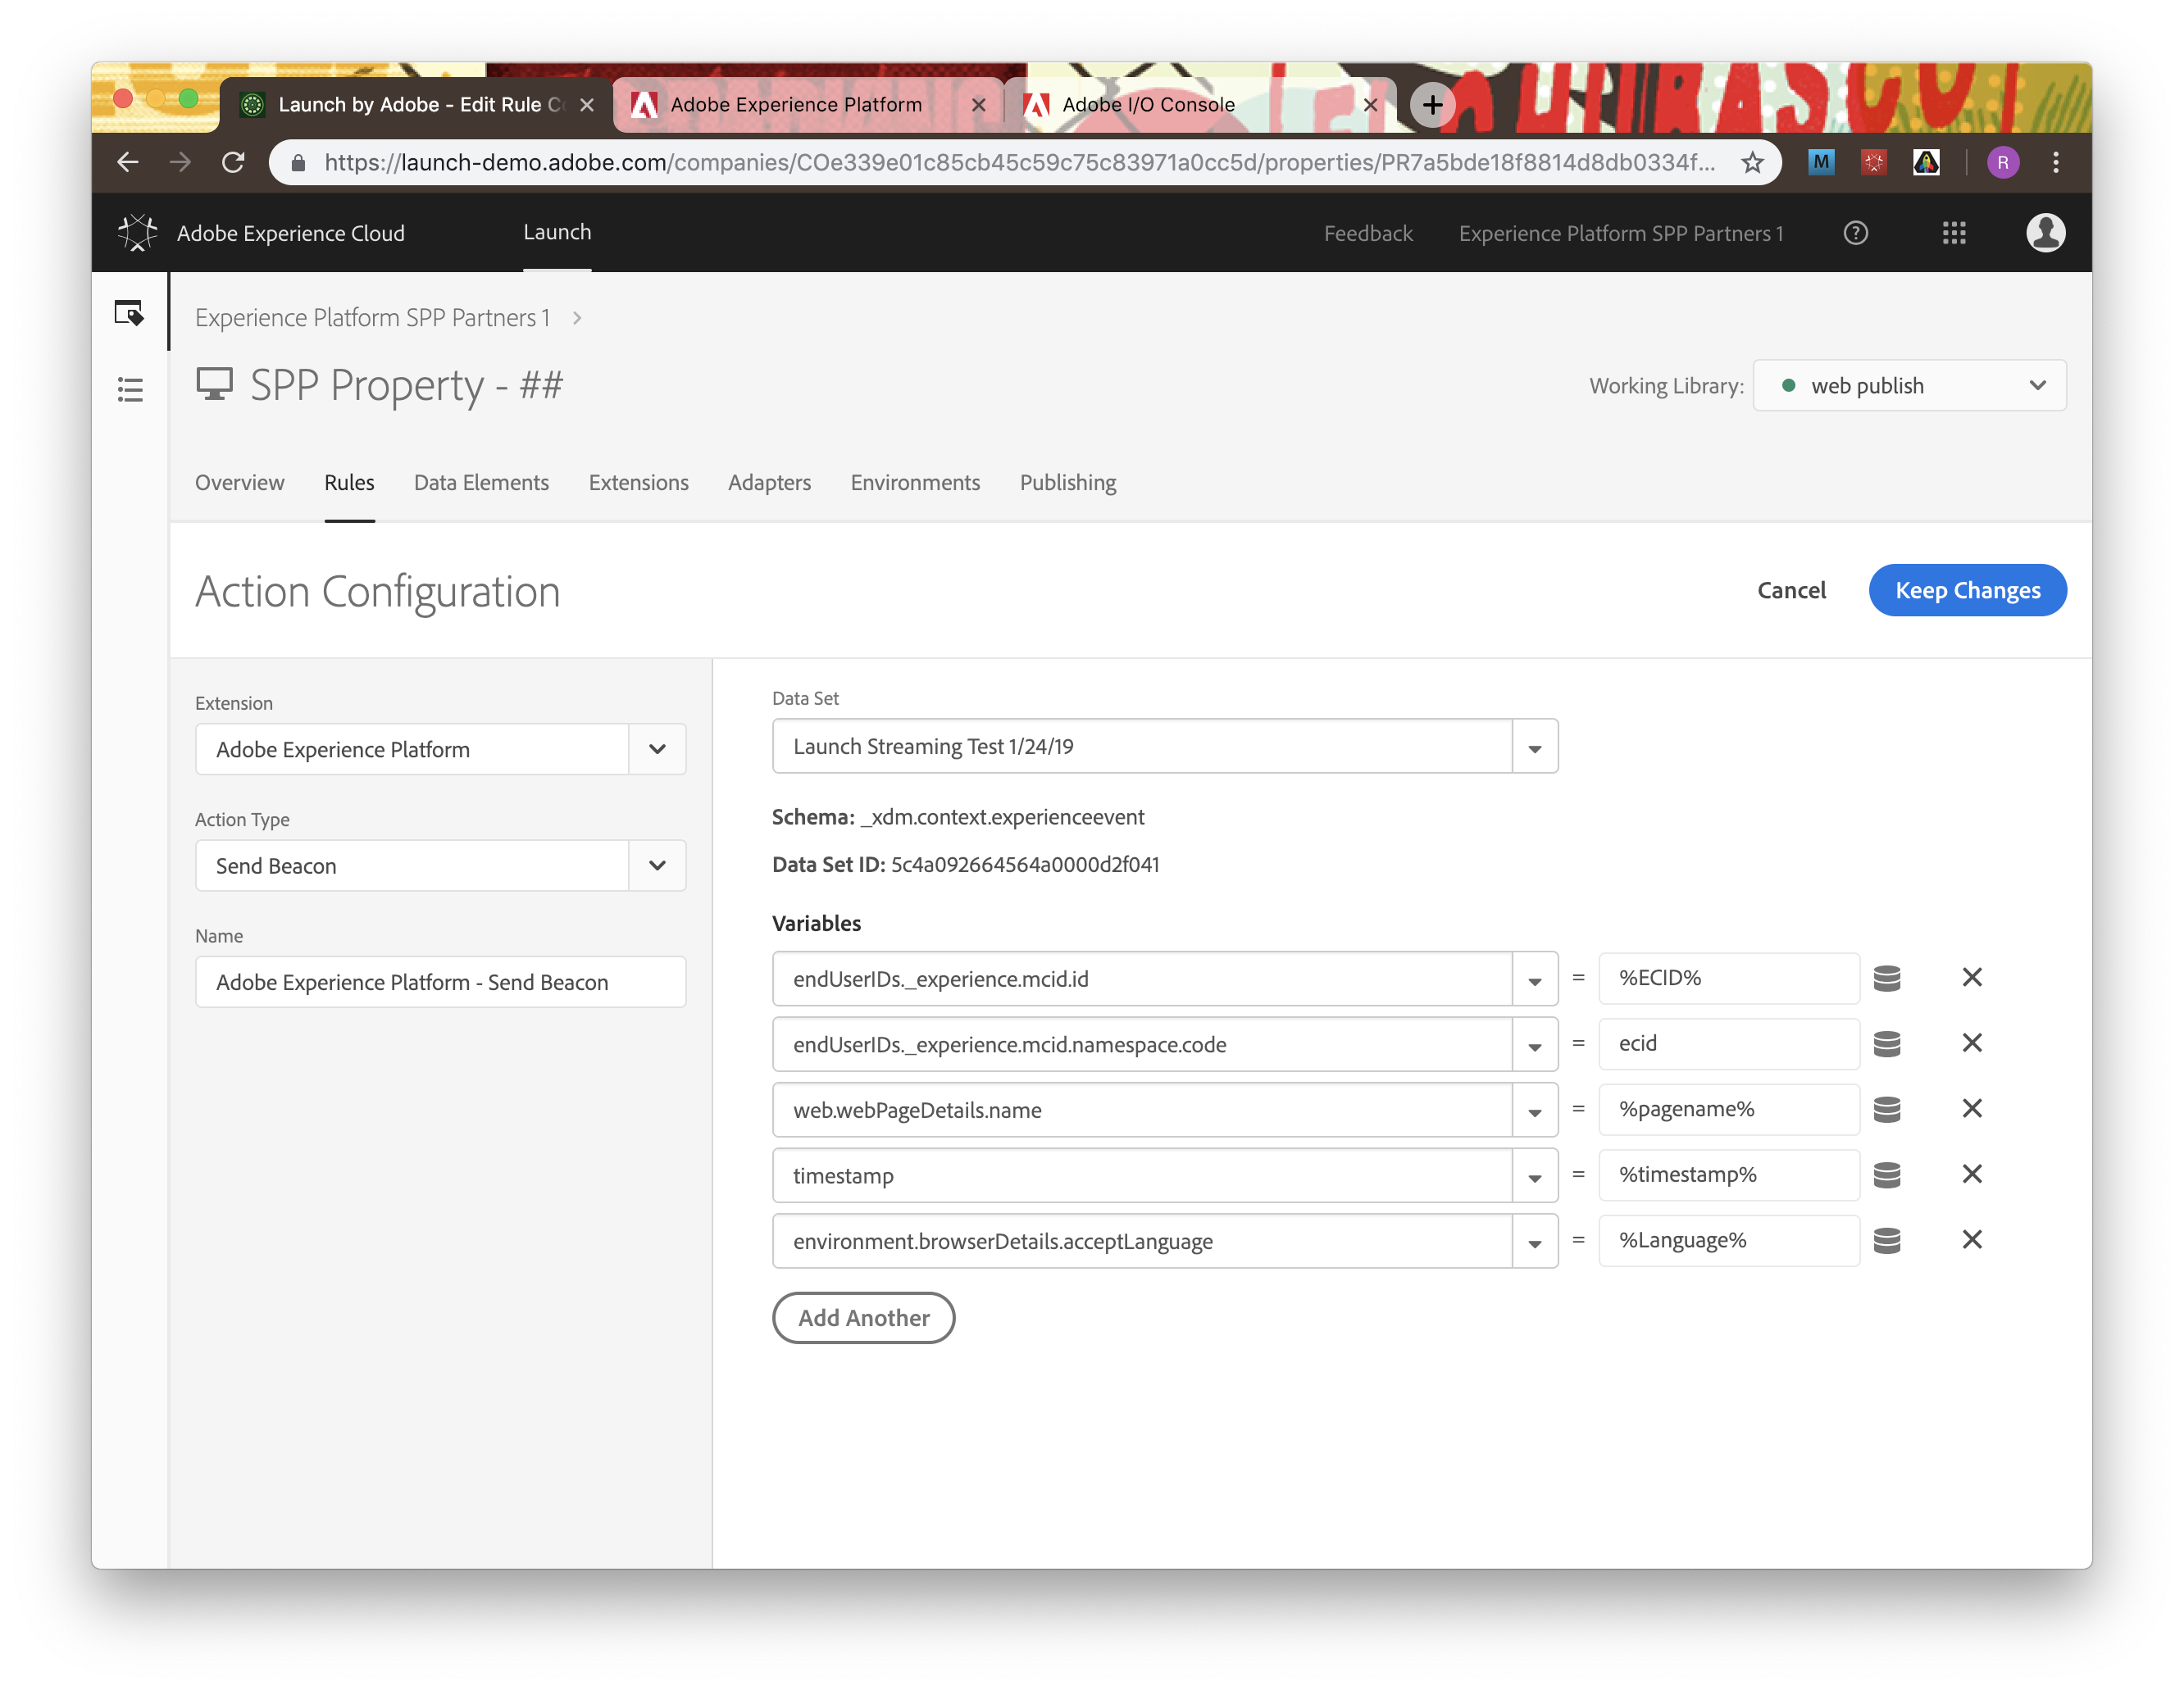 Launch by Adobe - Edit Rule C
Adobe Experience Platform
Adobe I/O Console
https://launch-demo.adobe.com/companies/COe339e01c85cb45c59c75c83971a0cc5d/properties/PR7a5bde18f8814d8db0334f...
M
R
Adobe Experience Cloud
Launch
Feedback
Experience Platform SPP Partners 1
?
Experience Platform SPP Partners 1 >
SPP Property - ##
Working Library:
web publish
Overview
Rules
Data Elements
Extensions
Adapters
Environments
Publishing
Action Configuration
Cancel
Keep Changes
Extension
Adobe Experience Platform
Action Type
Send Beacon
Name
Adobe Experience Platform - Send Beacon
Data Set
Launch Streaming Test 1/24/19
Schema: _xdm.context.experienceevent
Data Set ID: 5c4a092664564a0000d2f041
Variables
endUserIDs._experience.mcid.id = %ECID%
endUserIDs._experience.mcid.namespace.code = ecid
web.webPageDetails.name = %pagename%
timestamp = %timestamp%
environment.browserDetails.acceptLanguage = %Language%
Add Another